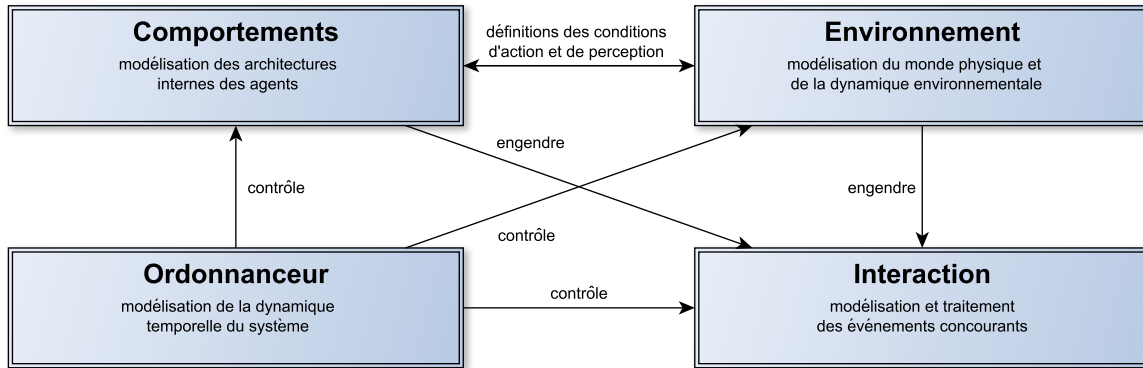 Comportements
modélisation des architectures
internes des agents
définitions des conditions
d'action et de perception
Environnement
modélisation du monde physique et
de la dynamique environnementale
engendre
contrôle
engendre
contrôle
Ordonnanceur
modélisation de la dynamique
temporelle du système
contrôle
Interaction
modélisation et traitement
des événements concourants